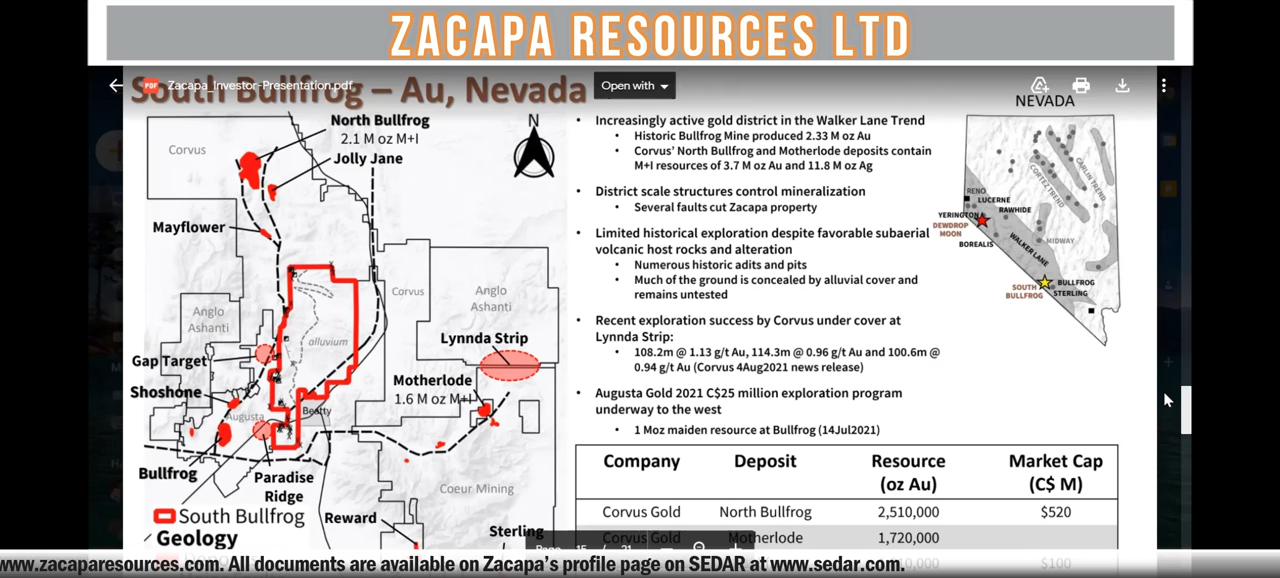 ZACAPA RESOURCES LTD
South Bullfrog – Au, Nevada
Zacapa_Investor-Presentation.pdf
Open with
North Bullfrog
2.1 M oz M+I
Jolly Jane
Corvus
N
Mayflower
Anglo
Ashanti
Corvus
Anglo
Ashanti
alluvium
Gap Target
Lynnda Strip
Motherlode
1.6 M oz M+I
Shoshone
Augusta
Beatty
Bullfrog
Paradise
Ridge
Coeur Mining
South Bullfrog
Reward
Sterling
Geology
• Increasingly active gold district in the Walker Lane Trend
• Historic Bullfrog Mine produced 2.33 M oz Au
• Corvus' North Bullfrog and Motherlode deposits contain
M+I resources of 3.7 M oz Au and 11.8 M oz Ag
• District scale structures control mineralization
• Several faults cut Zacapa property
• Limited historical exploration despite favorable subaerial
volcanic host rocks and alteration
• Numerous historic adits and pits
• Much of the ground is concealed by alluvial cover and
remains untested
• Recent exploration success by Corvus under cover at
Lynnda Strip:
• 108.2m @ 1.13 g/t Au, 114.3m @ 0.96 g/t Au and 100.6m @
0.94 g/t Au (Corvus 4Aug2021 news release)
• Augusta Gold 2021 C$25 million exploration program
underway to the west
• 1 Moz maiden resource at Bullfrog (14Jul2021)
NEVADA
CARLIN TREND
CORTEZ TREND
RENO
LUCERNE
YERINGTON
RAWHIDE
DEWDROP
MOON
BOREALIS
WALKER LANE
MIDWAY
SOUTH
BULLFROG
BULLFROG
STERLING
Company Deposit Resource Market Cap
(oz Au) (C$ M)
Corvus Gold North Bullfrog 2,510,000 $520
Corvus Gold Motherlode 1,720,000
$100
Page 15 / 21
www.zacaparesources.com. All documents are available on Zacapa's profile page on SEDAR at www.sedar.com.